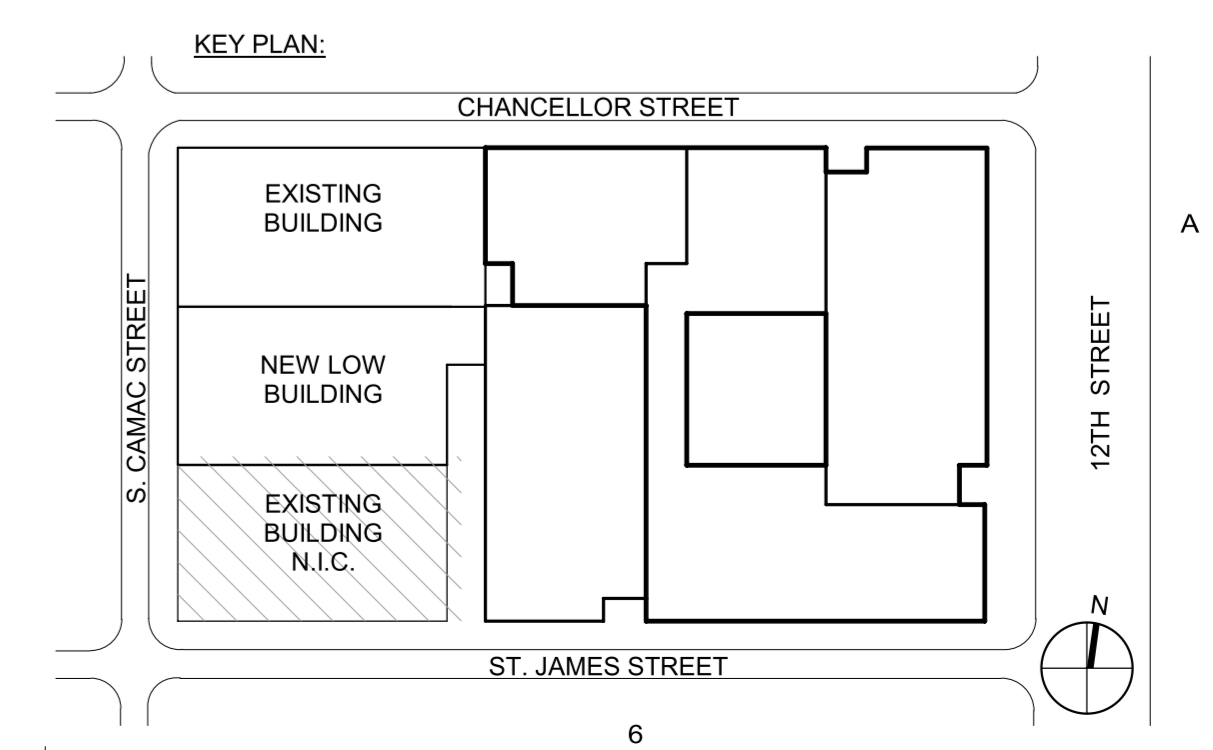 KEY PLAN:
CHANCELLOR STREET
EXISTING
BUILDING
A
S. CAMAC STREET
NEW LOW
BUILDING
12TH STREET
EXISTING
BUILDING
N.I.C.
N
ST. JAMES STREET
6